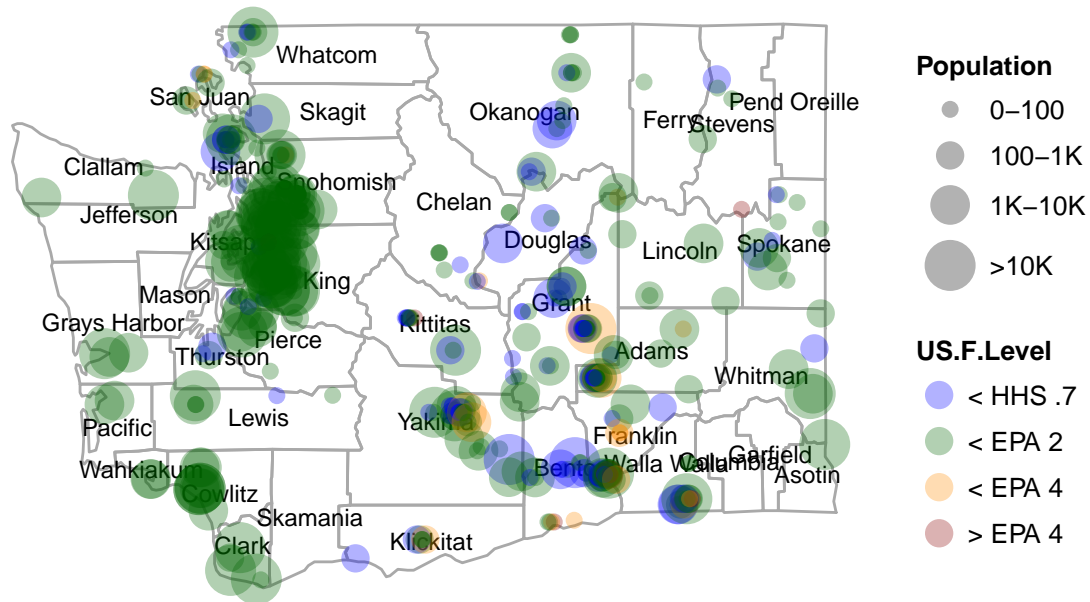 Whatcom
San Juan
Skagit
Okanogan
Ferry
Stevens
Pend Oreille
Clallam
Island
Snohomish
Jefferson
Chelan
Kitsap
Douglas
Lincoln
Spokane
King
Mason
Grays Harbor
Kittitas
Grant
Thurston
Pierce
Adams
Whitman
Pacific
Lewis
Yakima
Franklin
Wahkiakum
Benton
Walla Walla
Columbia
Garfield
Asotin
Cowlitz
Skamania
Clark
Klickitat
Population
0−100
100−1K
1K−10K
>10K
US.F.Level
< HHS .7
< EPA 2
< EPA 4
> EPA 4